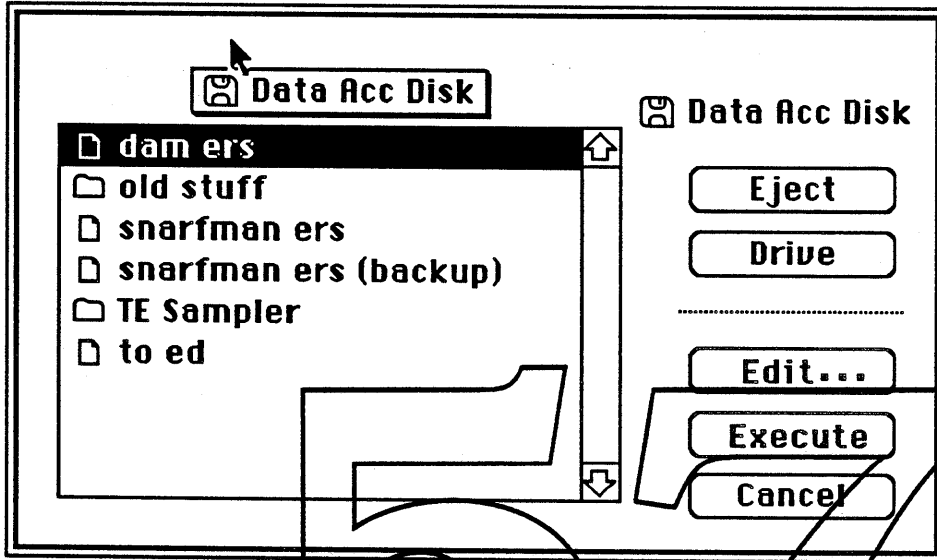 Data Acc Disk
dam ers
old stuff
snarfman ers
snarfman ers (backup)
TE Sampler
to ed
Data Acc Disk
Eject
Drive
Edit...
Execute
Cancel